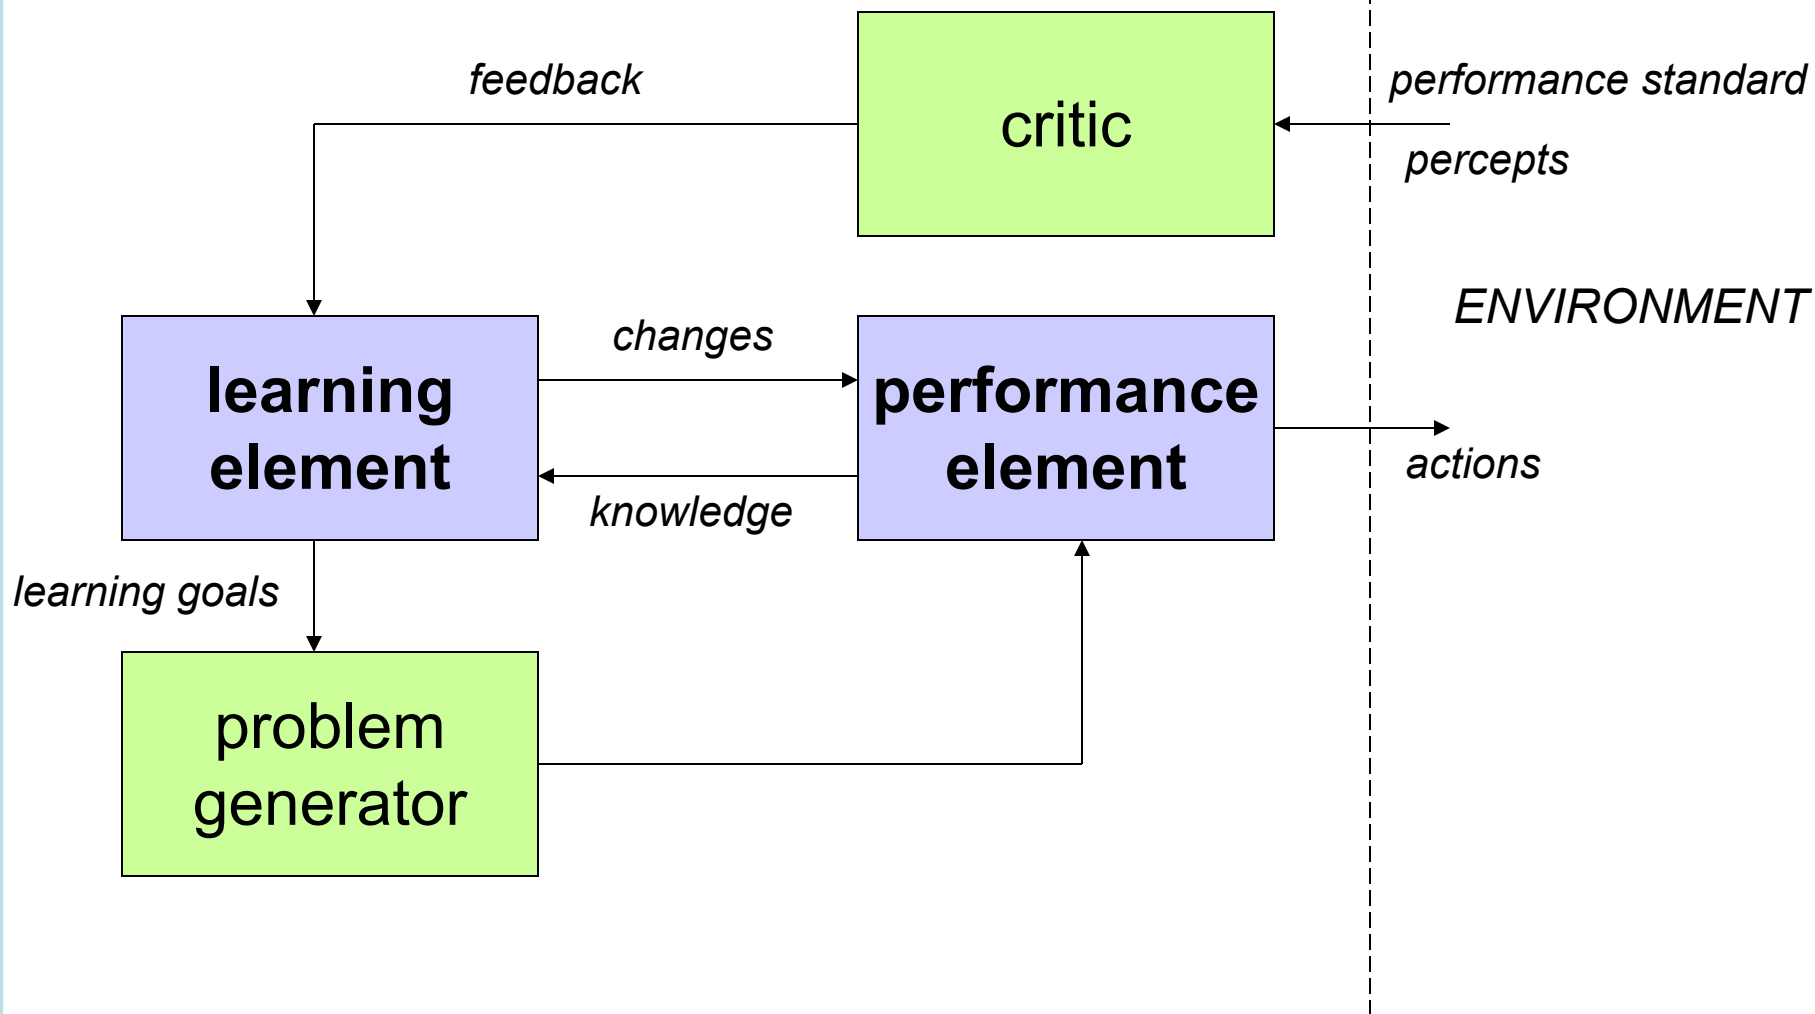 feedback
critic
performance standard
percepts
ENVIRONMENT
learning
element
changes
knowledge
performance
element
actions
learning goals
problem
generator